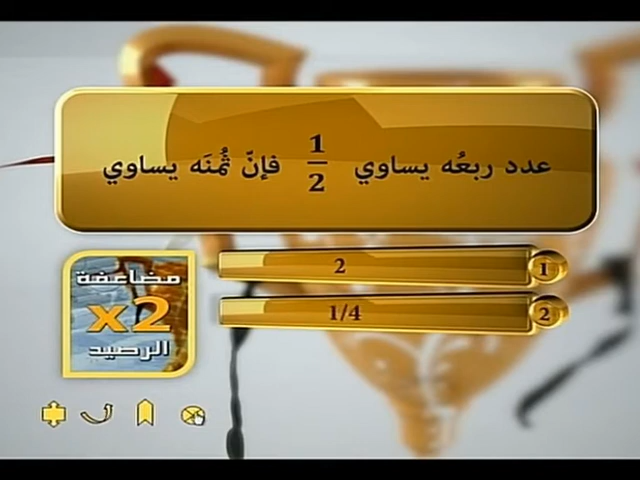 عدد ربعُه يساوي 1/2 فإنّ ثُمنَه يساوي
2 1
1/4 2
مضاعفة
x2
الرصيد